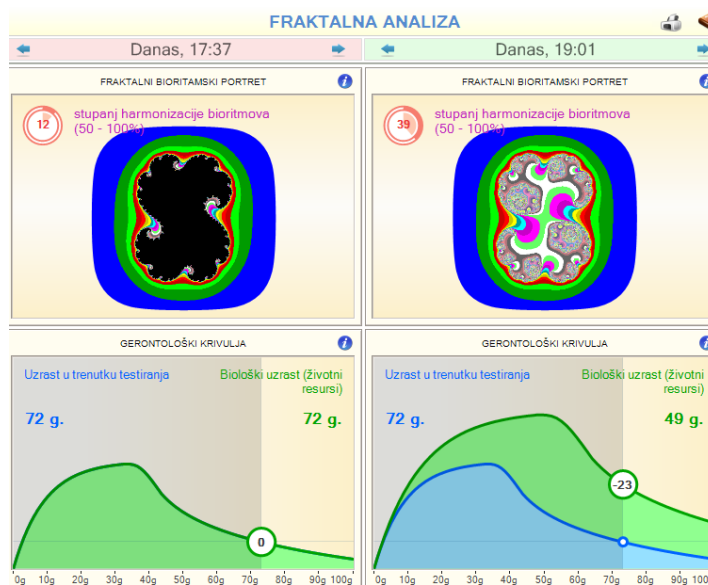 FRAKTALNA ANALIZA
Danas, 17:37
Danas, 19:01
FRAKTALNI BIORITAMSKI PORTRET
FRAKTALNI BIORITAMSKI PORTRET
12
stupanj harmonizacije bioritmova
(50 - 100%)
39
stupanj harmonizacije bioritmova
(50 - 100%)
GERONTOLOŠKI KRIVULJA
GERONTOLOŠKI KRIVULJA
Uzrast u trenutku testiranja
72 g.
Biološki uzrast (životni
resursi)
72 g.
0
0g 10g 20g 30g 40g 50g 60g 70g 80g 90g 100g
Uzrast u trenutku testiranja
72 g.
Biološki uzrast (životni
resursi)
49 g.
-23
0g 10g 20g 30g 40g 50g 60g 70g 80g 90g 100g